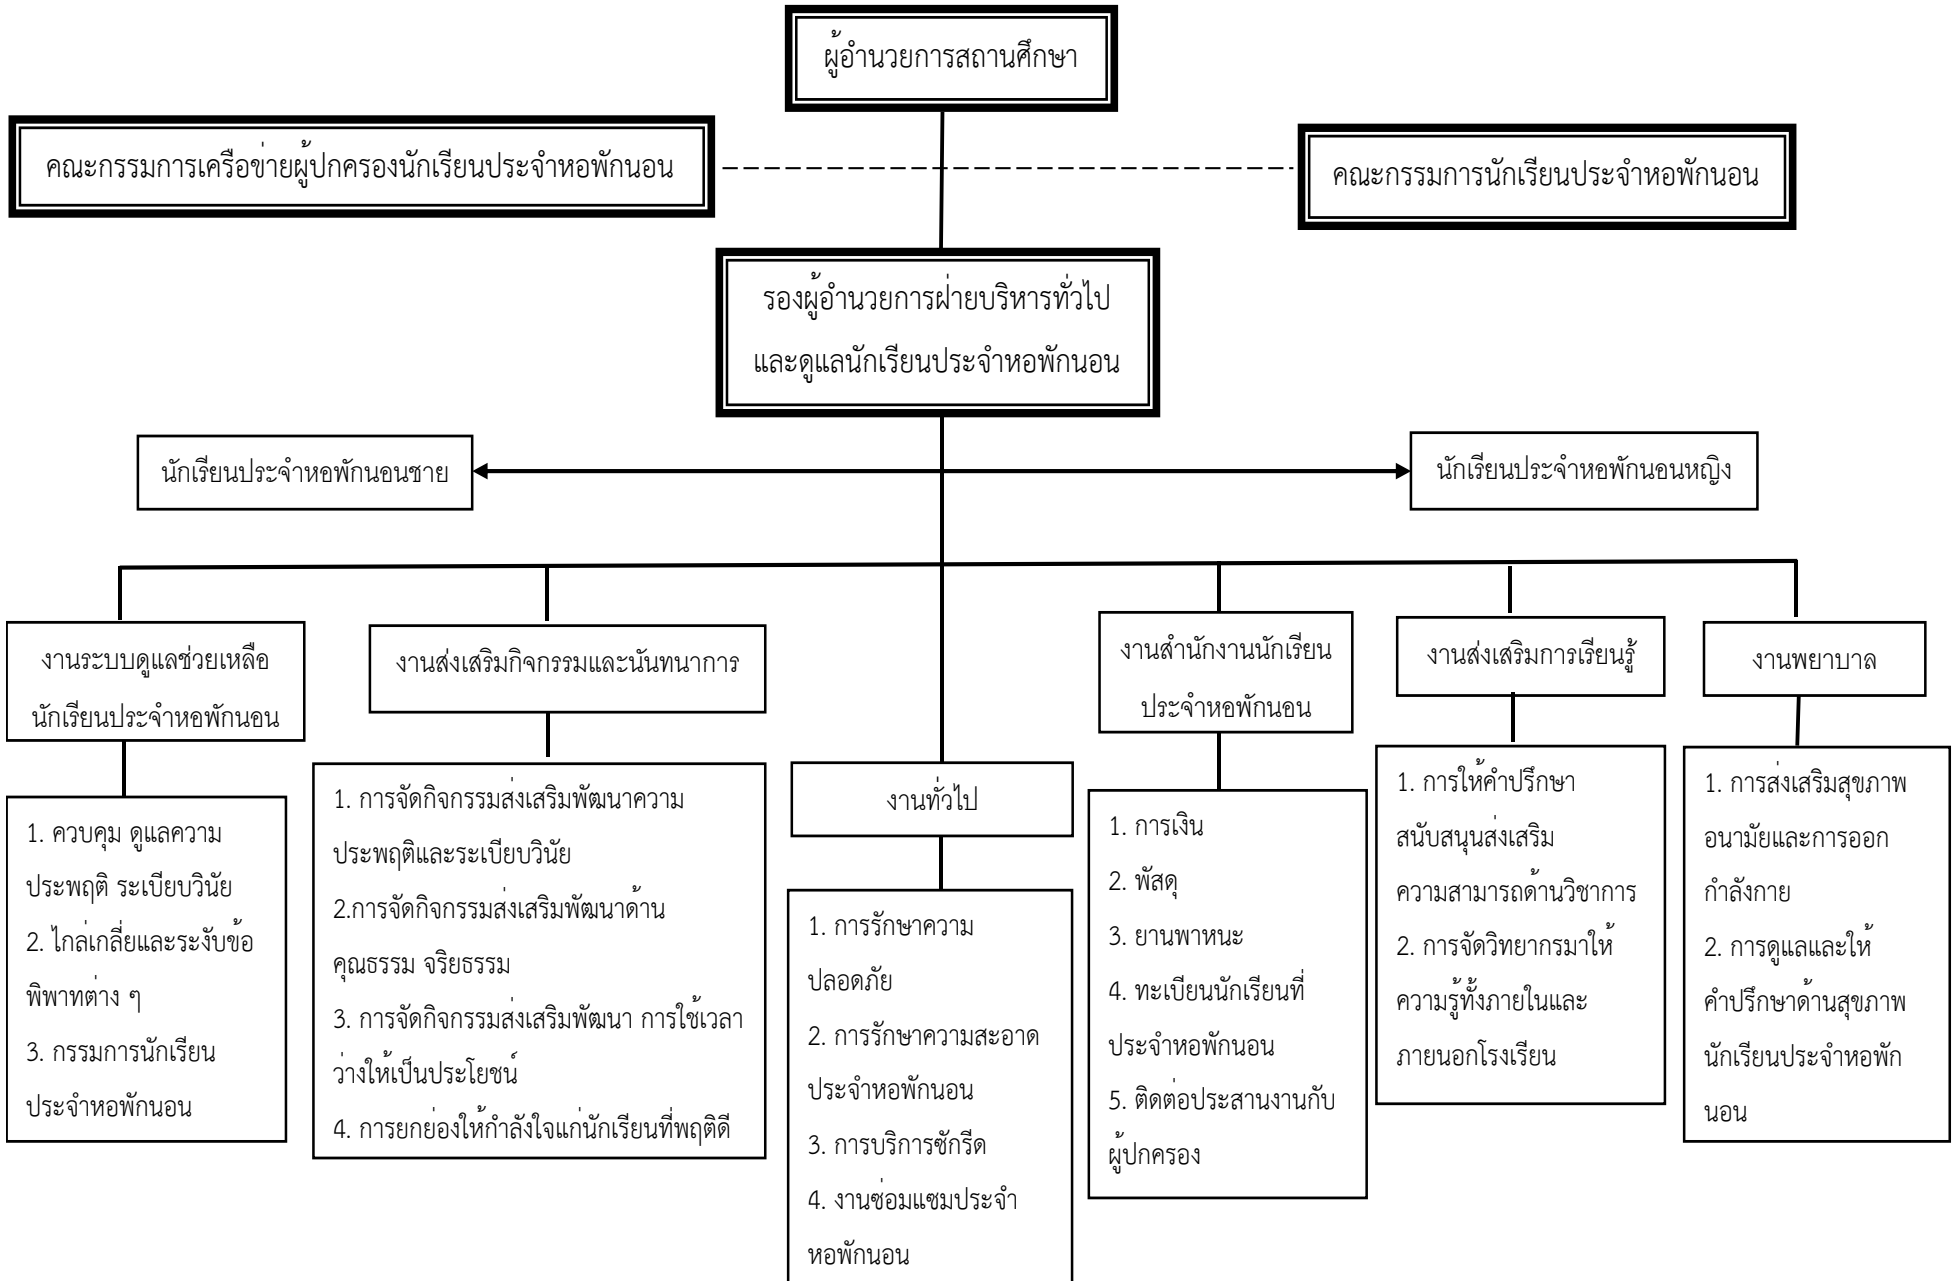 ผู้อำนวยการสถานศึกษา
คณะกรรมการเครือข่ายผู้ปกครองนักเรียนประจำหอพักนอน
คณะกรรมการนักเรียนประจำหอพักนอน
รองผู้อำนวยการฝ่ายบริหารทั่วไป
และดูแลนักเรียนประจำหอพักนอน
นักเรียนประจำหอพักนอนชาย
นักเรียนประจำหอพักนอนหญิง
งานระบบดูแลช่วยเหลือ
นักเรียนประจำหอพักนอน
1. ควบคุม ดูแลความ
ประพฤติ ระเบียบวินัย
2. ไกล่เกลี่ยและระงับข้อ
พิพาทต่าง ๆ
3. กรรมการนักเรียน
ประจำหอพักนอน
งานส่งเสริมกิจกรรมและนันทนาการ
1. การจัดกิจกรรมส่งเสริมพัฒนาความ
ประพฤติและระเบียบวินัย
2.การจัดกิจกรรมส่งเสริมพัฒนาด้าน
คุณธรรม จริยธรรม
3. การจัดกิจกรรมส่งเสริมพัฒนา การใช้เวลา
ว่างให้เป็นประโยชน์
4. การยกย่องให้กำลังใจแก่นักเรียนที่พฤติดี
งานทั่วไป
1. การรักษาความ
ปลอดภัย
2. การรักษาความสะอาด
ประจำหอพักนอน
3. การบริการซักรีด
4. งานซ่อมแซมประจำ
หอพักนอน
งานสำนักงานนักเรียน
ประจำหอพักนอน
1. การเงิน
2. พัสดุ
3. ยานพาหนะ
4. ทะเบียนนักเรียนที่
ประจำหอพักนอน
5. ติดต่อประสานงานกับ
ผู้ปกครอง
งานส่งเสริมการเรียนรู้
1. การให้คำปรึกษา
สนับสนุนส่งเสริม
ความสามารถด้านวิชาการ
2. การจัดวิทยากรมาให้
ความรู้ทั้งภายในและ
ภายนอกโรงเรียน
งานพยาบาล
1. การส่งเสริมสุขภาพ
อนามัยและการออก
กำลังกาย
2. การดูแลและให้
คำปรึกษาด้านสุขภาพ
นักเรียนประจำหอพัก
นอน